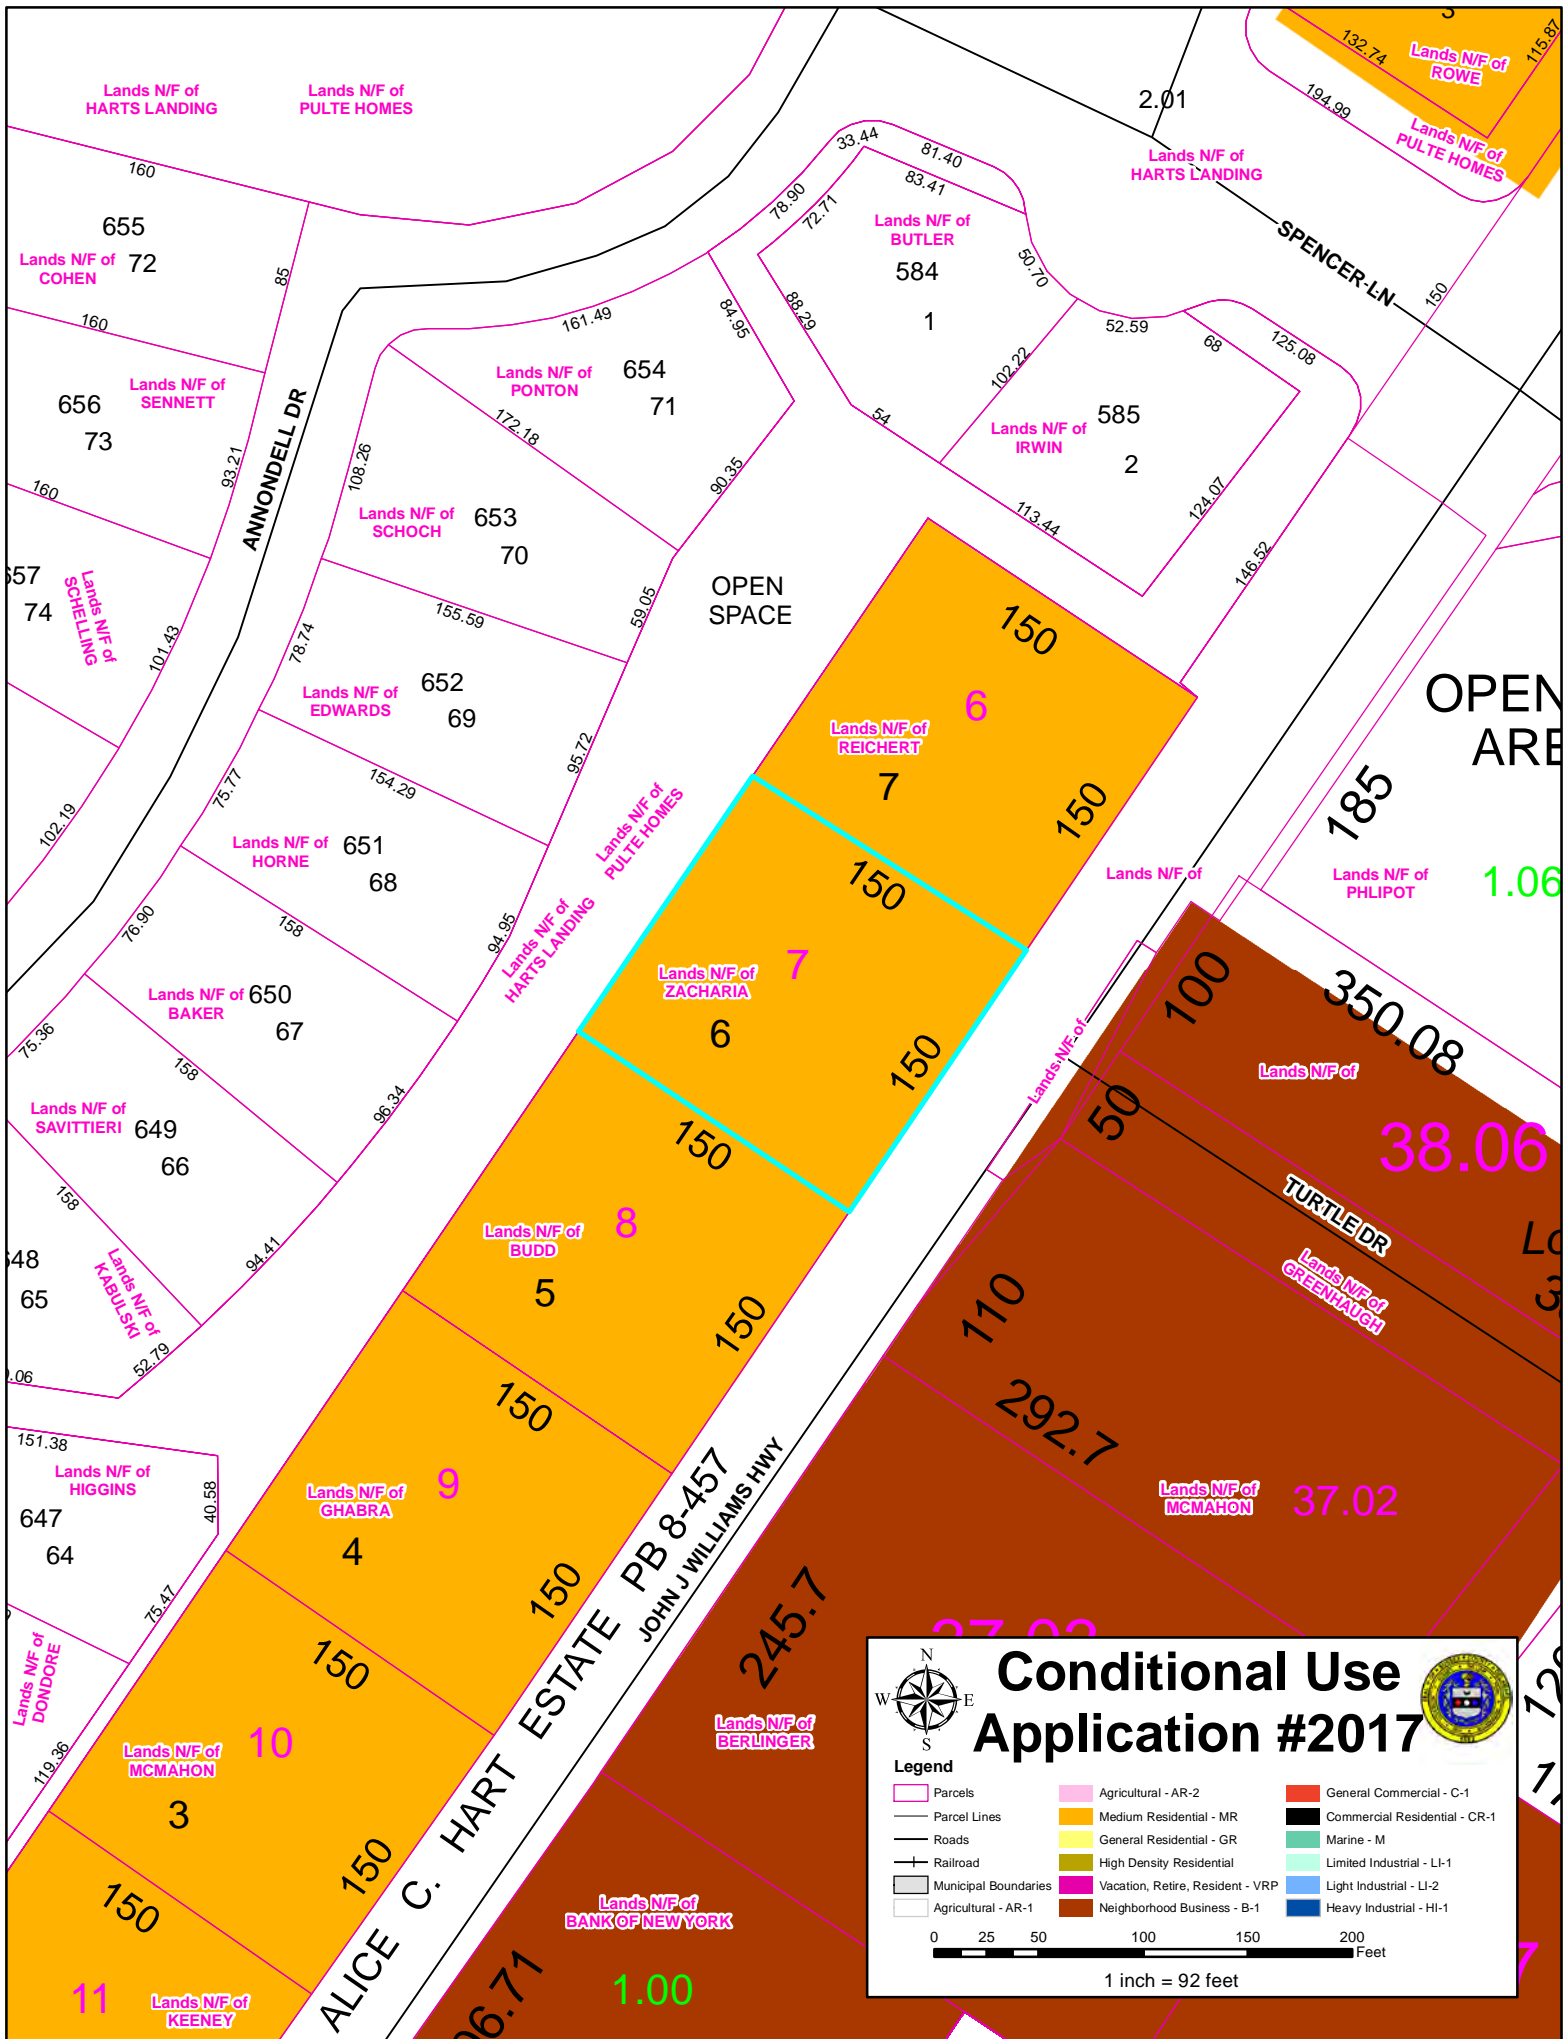 Lands N/F of
HARTS LANDING
Lands N/F of
PULTE HOMES
160
655
72
Lands N/F of
COHEN
85
160
Lands N/F of
SENNETT
656
73
93.21
160
ANNONDELL DR
657
74
Lands N/F of
SCHELLING
101.43
102.19
2.01
Lands N/F of
HARTS LANDING
132.74
115.87
Lands N/F of
ROWE
194.99
Lands N/F of
PULTE HOMES
SPENCER LN
150
33.44
81.40
83.41
78.90
72.71
Lands N/F of
BUTLER
584
1
50.70
88.29
84.95
52.59
68
125.08
102.22
54
Lands N/F of
IRWIN
585
2
124.07
113.44
146.52
161.49
Lands N/F of
PONTON
654
71
172.18
90.35
108.26
Lands N/F of
SCHOCH
653
70
59.05
155.59
78.74
Lands N/F of
EDWARDS
652
69
95.72
154.29
75.77
Lands N/F of
HORNE
651
68
94.95
158
76.90
Lands N/F of
BAKER
650
67
96.34
158
75.36
Lands N/F of
SAVITTIERI
649
66
158
94.41
648
65
Lands N/F of
KABULSKI
52.79
0.06
151.38
Lands N/F of
HIGGINS
647
64
40.58
75.47
Lands N/F of
DONDORE
119.36
OPEN
SPACE
Lands N/F of
PULTE HOMES
Lands N/F of
HARTS LANDING
150
6
Lands N/F of
REICHERT
7
150
150
7
Lands N/F of
ZACHARIA
6
150
150
8
Lands N/F of
BUDD
5
150
150
9
Lands N/F of
GHABRA
4
150
150
10
Lands N/F of
MCMAHON
3
150
150
11
Lands N/F of
KEENEY
ALICE C. HART ESTATE PB 8-457
JOHN J WILLIAMS HWY
OPEN
ARE
185
Lands N/F of
PHLIPOT
1.06
Lands N/F of
Lands N/F of
100
350.08
Lands N/F of
50
38.06
TURTLE DR
Lo
Lands N/F of
GREENHAUGH
110
292.7
Lands N/F of
MCMAHON
37.02
245.7
Lands N/F of
BERLINGER
Lands N/F of
BANK OF NEW YORK
1.00
06.71
Conditional Use
Application #2017
N
W
E
S
Legend
Parcels
Parcel Lines
Roads
Railroad
Municipal Boundaries
Agricultural - AR-1
Agricultural - AR-2
Medium Residential - MR
General Residential - GR
High Density Residential
Vacation, Retire, Resident - VRP
Neighborhood Business - B-1
General Commercial - C-1
Commercial Residential - CR-1
Marine - M
Limited Industrial - LI-1
Light Industrial - LI-2
Heavy Industrial - HI-1
0 25 50 100 150 200
Feet
1 inch = 92 feet